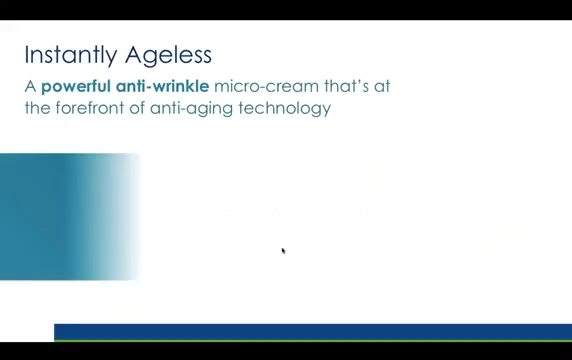 Instantly Ageless
A powerful anti-wrinkle micro-cream that's at
the forefront of anti-aging technology